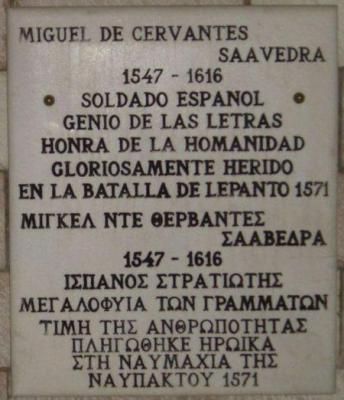 MIGUEL DE CERVANTES
SAAVEDRA
1547 - 1616
SOLDADO ESPANOL
GENIO DE LAS LETRAS
HONRA DE LA HOMANIDAD
GLORIOSAMENTE HERIDO
EN LA BATALLA DE LEPANTO 1571
ΜΙΓΚΕΛ ΝΤΕ ΘΕΡΒΑΝΤΕΣ
ΣΑΑΒΕΔΡΑ
1547 - 1616
ΙΣΠΑΝΟΣ ΣΤΡΑΤΙΩΤΗΣ
ΜΕΓΑΛΟΦΥΙΑ ΤΩΝ ΓΡΑΜΜΑΤΩΝ
ΤΙΜΗ ΤΗΣ ΑΝΘΡΩΠΟΤΗΤΑΣ
ΠΛΗΓΩΘΗΚΕ ΗΡΩΙΚΑ
ΣΤΗ ΝΑΥΜΑΧΙΑ ΤΗΣ
ΝΑΥΠΑΚΤΟΥ 1571